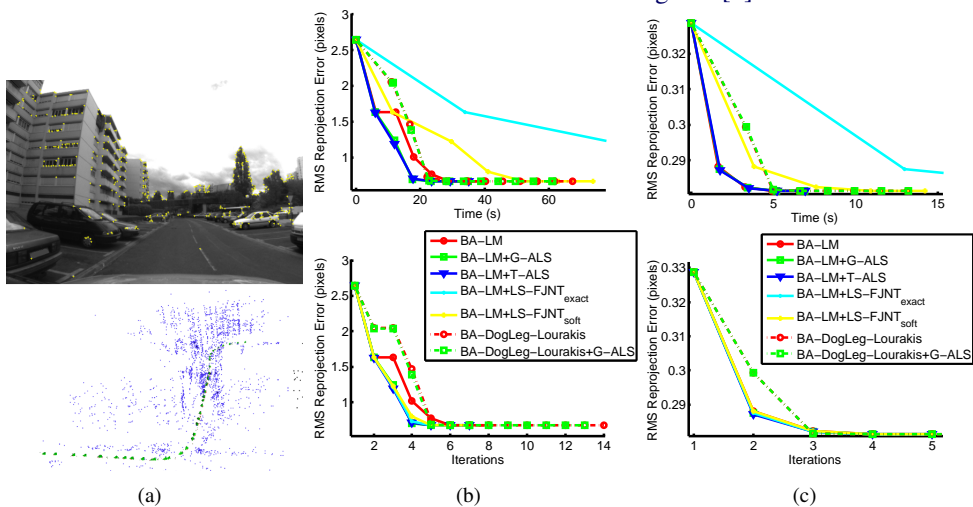 RMS Reprojection Error (pixels)
3
2.5
2
1.5
1
0
20
40
60
Time (s)
RMS Reprojection Error (pixels)
0.32
0.31
0.3
0.29
0
5
10
15
Time (s)
RMS Reprojection Error (pixels)
3
2.5
2
1.5
1
BA-LM
BA-LM+G-ALS
BA-LM+T-ALS
BA-LM+LS-FJNTexact
BA-LM+LS-FJNTsoft
BA-DogLeg-Lourakis
BA-DogLeg-Lourakis+G-ALS
2
4
6
8
10
12
14
Iterations
RMS Reprojection Error (pixels)
0.33
0.32
0.31
0.3
0.29
0.28
BA-LM
BA-LM+G-ALS
BA-LM+T-ALS
BA-LM+LS-FJNTexact
BA-LM+LS-FJNTsoft
BA-DogLeg-Lourakis
BA-DogLeg-Lourakis+G-ALS
1
2
3
4
5
Iterations
(a)
(b)
(c)